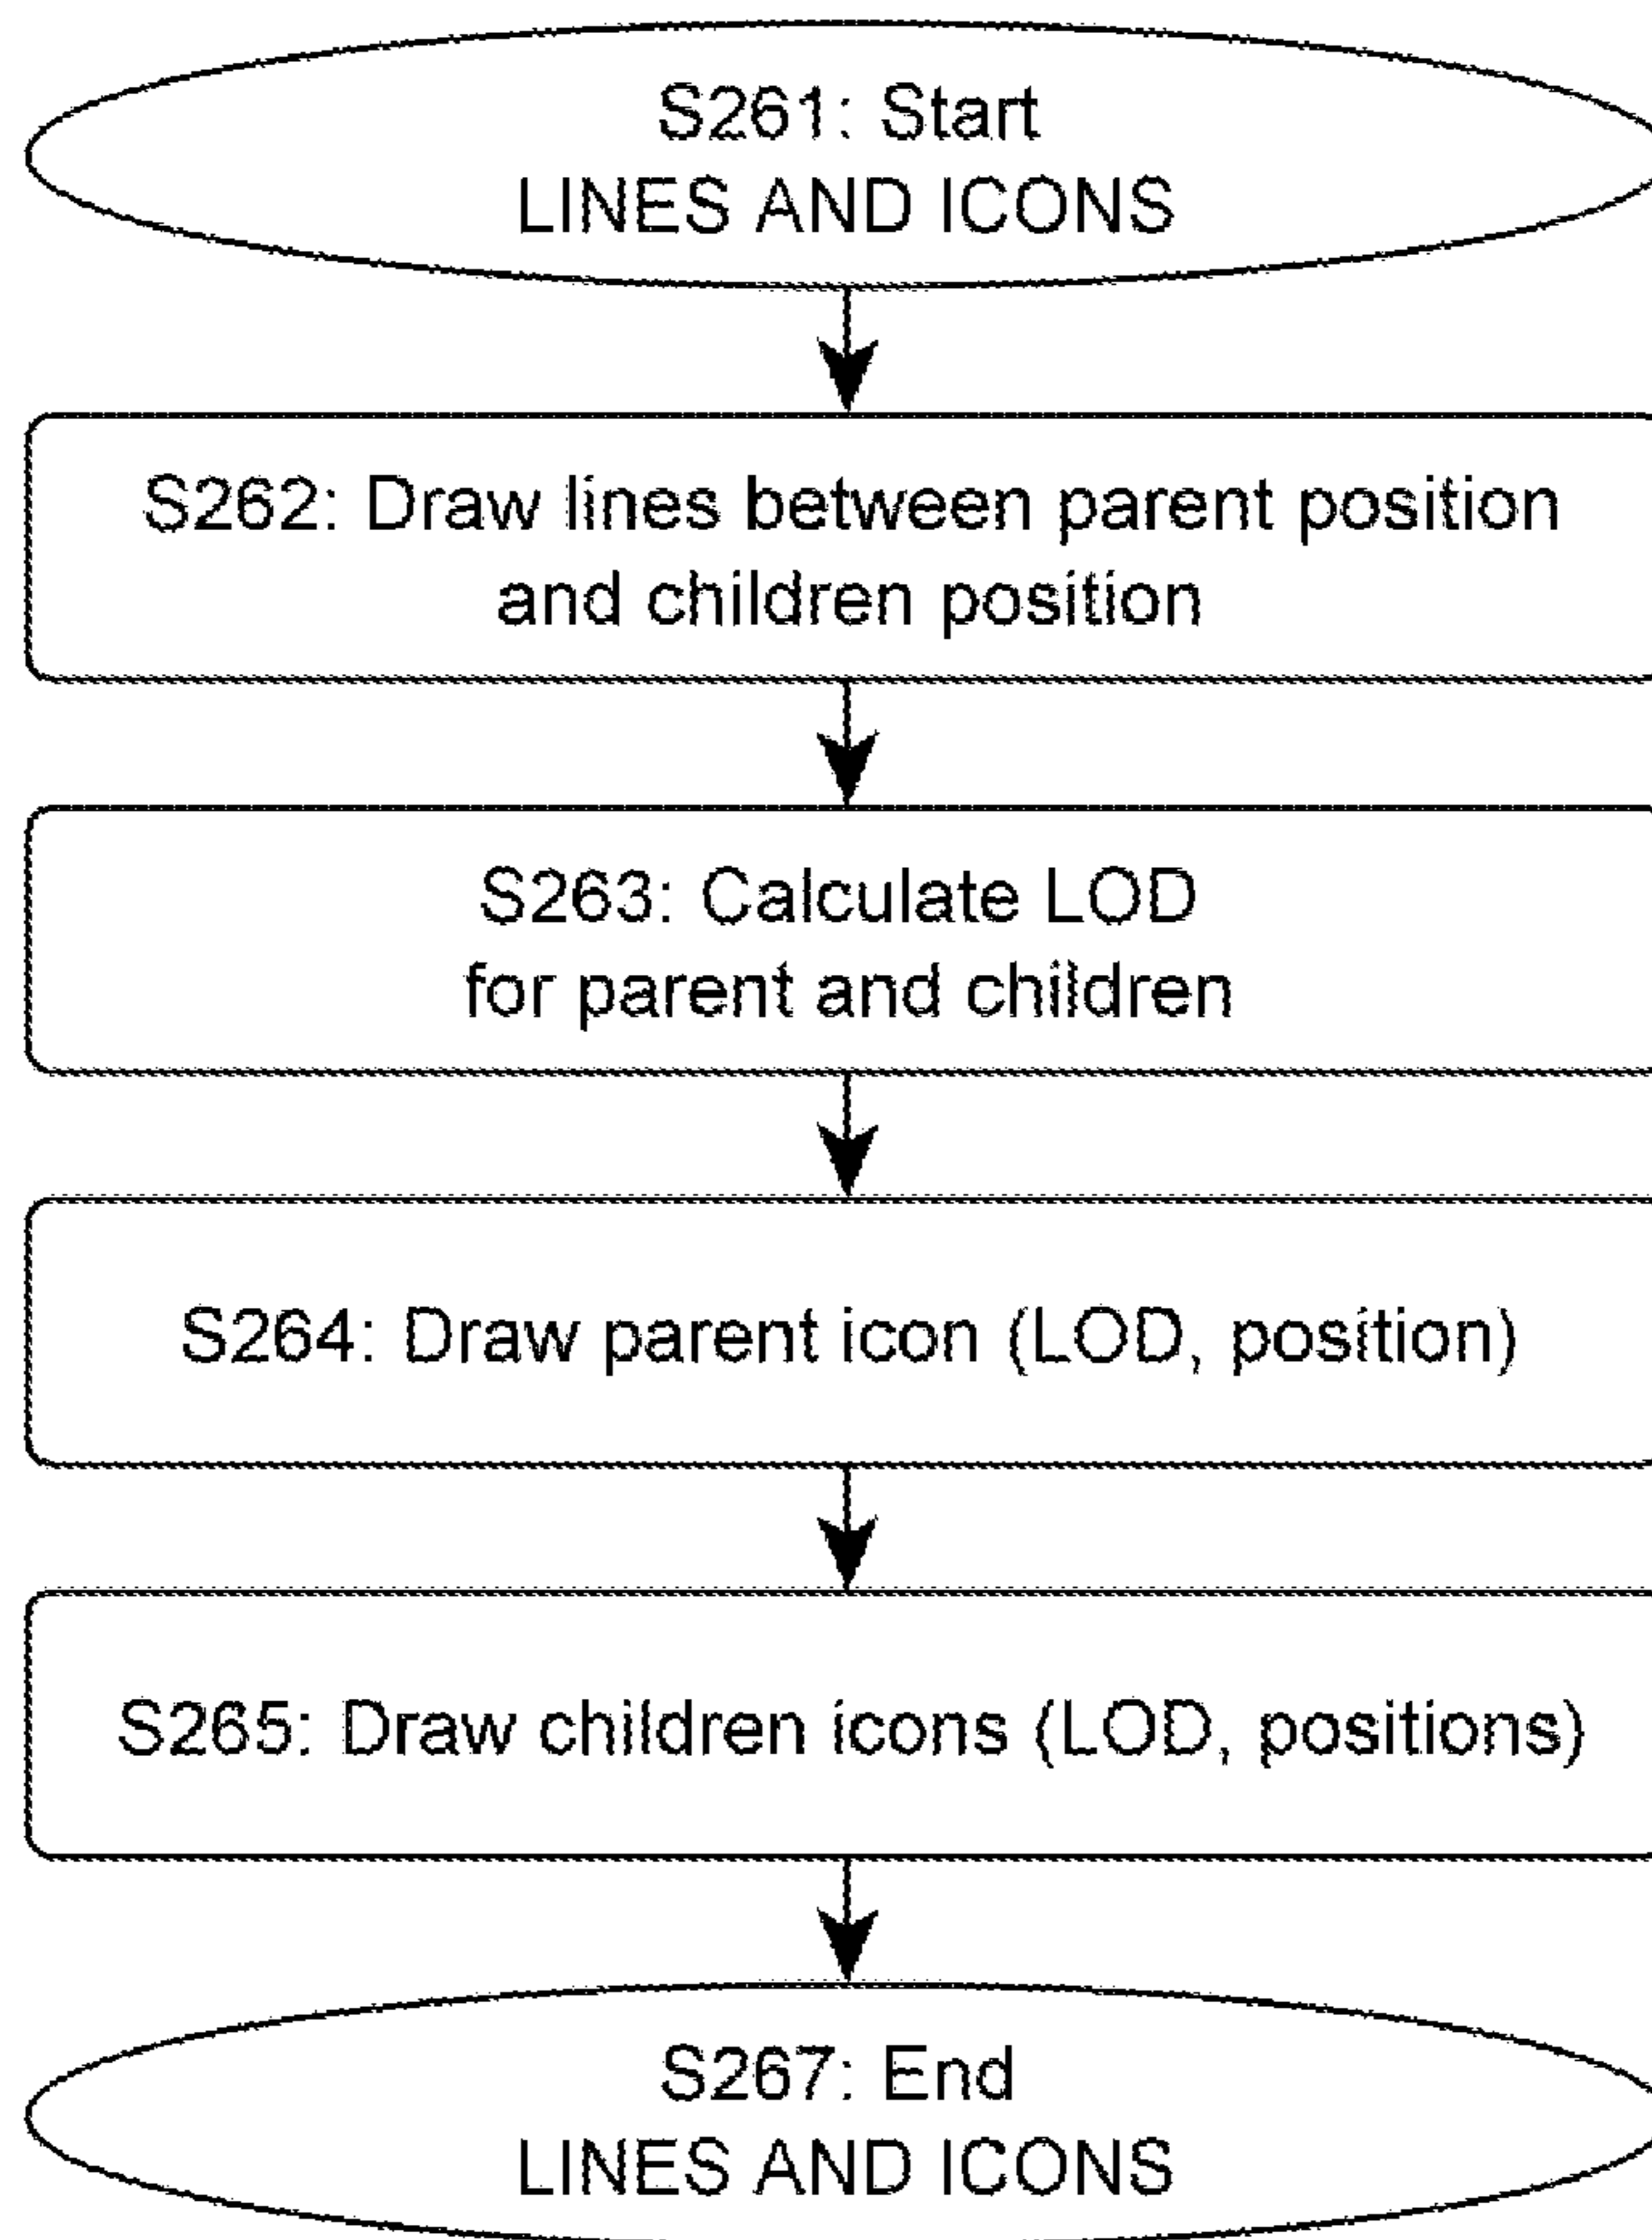 S261: Start
LINES AND ICONS
S262: Draw lines between parent position
and children position
S263: Calculate LOD
for parent and children
S264: Draw parent icon (LOD, position)
S265: Draw children icons (LOD, positions)
S267: End
LINES AND ICONS